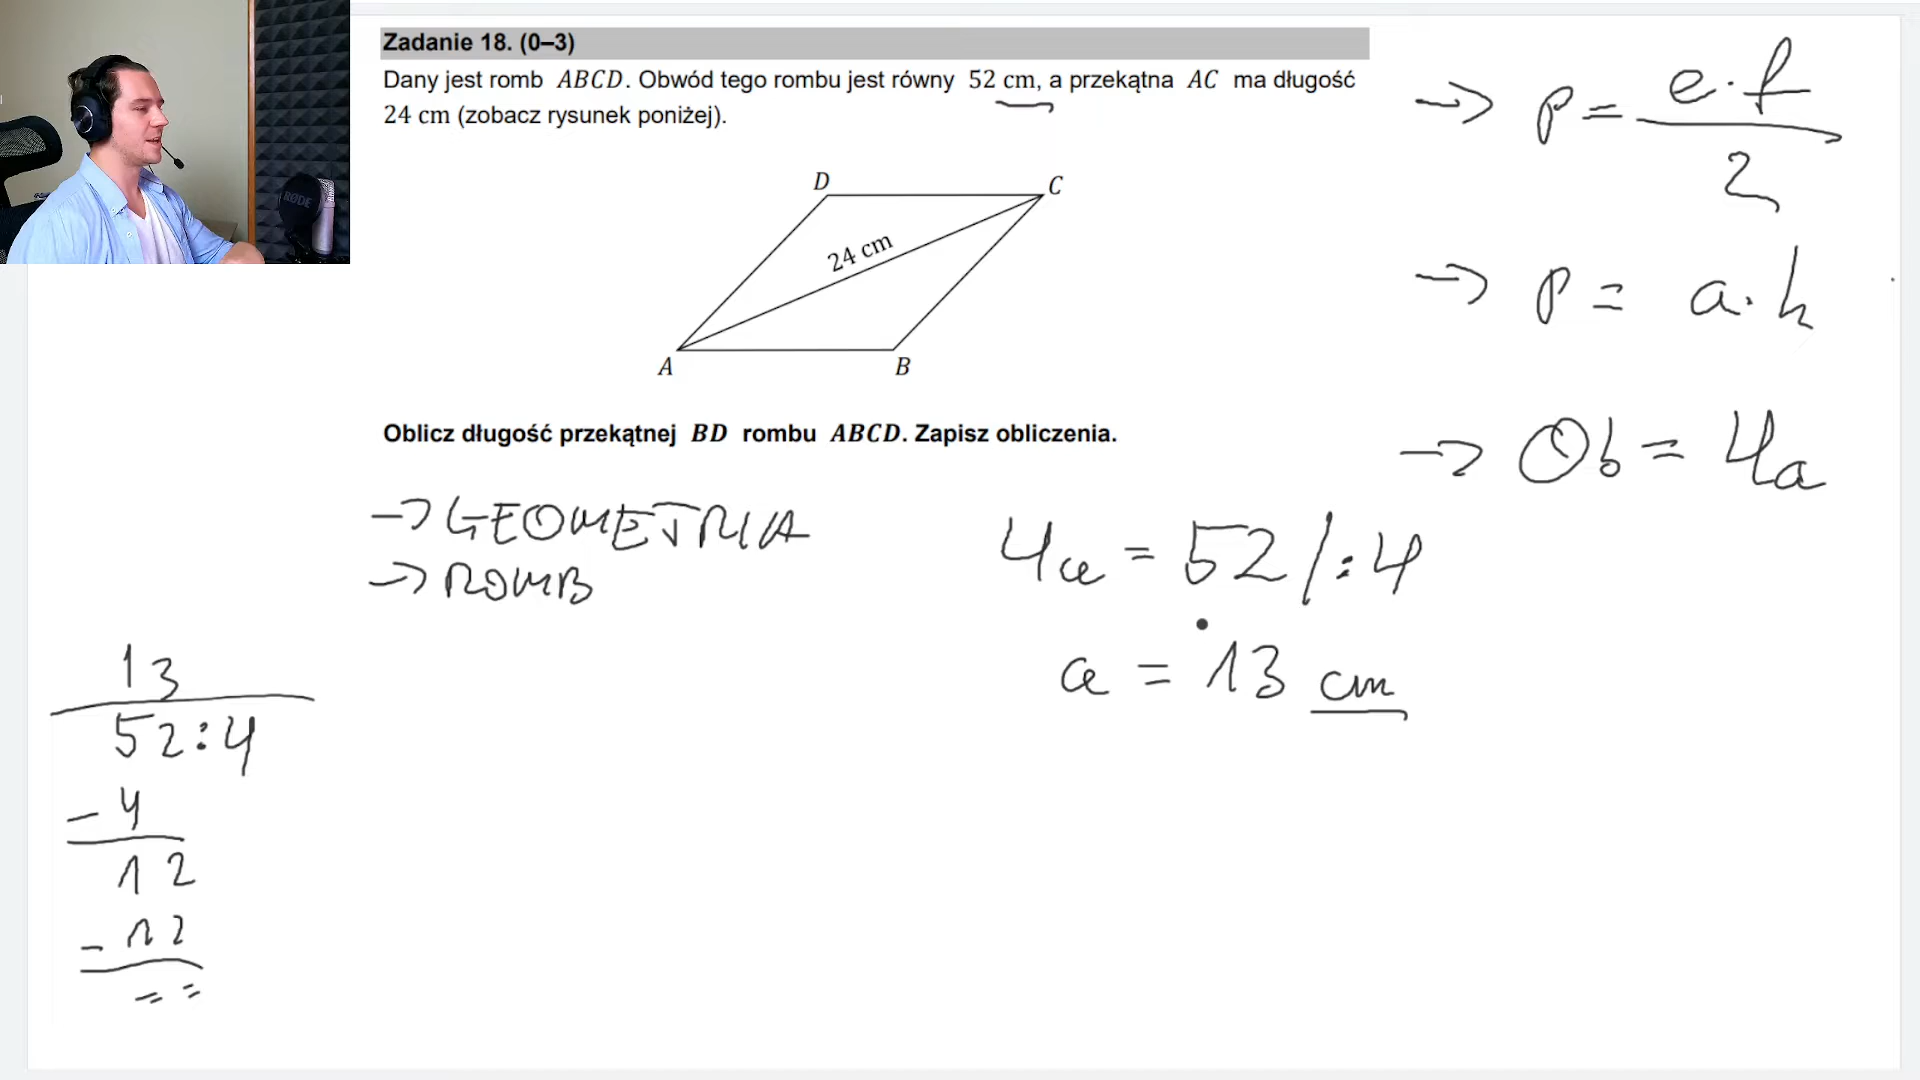 RØDE
Zadanie 18. (0–3)
Dany jest romb ABCD. Obwód tego rombu jest równy 52 cm, a przekątna AC ma długość
24 cm (zobacz rysunek poniżej).
D
C
24 cm
A
B
Oblicz długość przekątnej BD rombu ABCD. Zapisz obliczenia.
→ GEOMETRIA
→ ROMB
→ P = e·f
2
→ P = a·h
→ Ob = 4a
4a = 52 /:4
a = 13 cm
13
52:4
- 4
12
- 12
= =